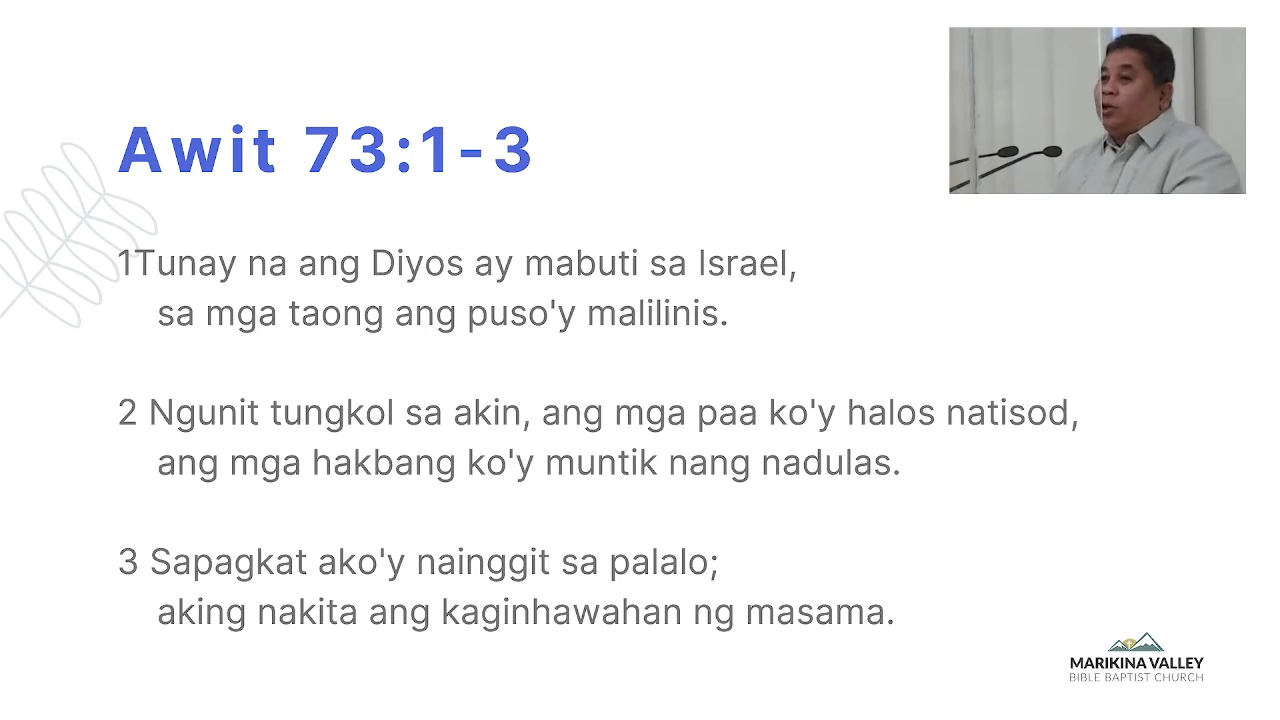 Awit 73:1-3
1Tunay na ang Diyos ay mabuti sa Israel,
sa mga taong ang puso'y malilinis.
2 Ngunit tungkol sa akin, ang mga paa ko'y halos natisod,
ang mga hakbang ko'y muntik nang nadulas.
3 Sapagkat ako'y nainggit sa palalo;
aking nakita ang kaginhawahan ng masama.
MARIKINA VALLEY
BIBLE BAPTIST CHURCH